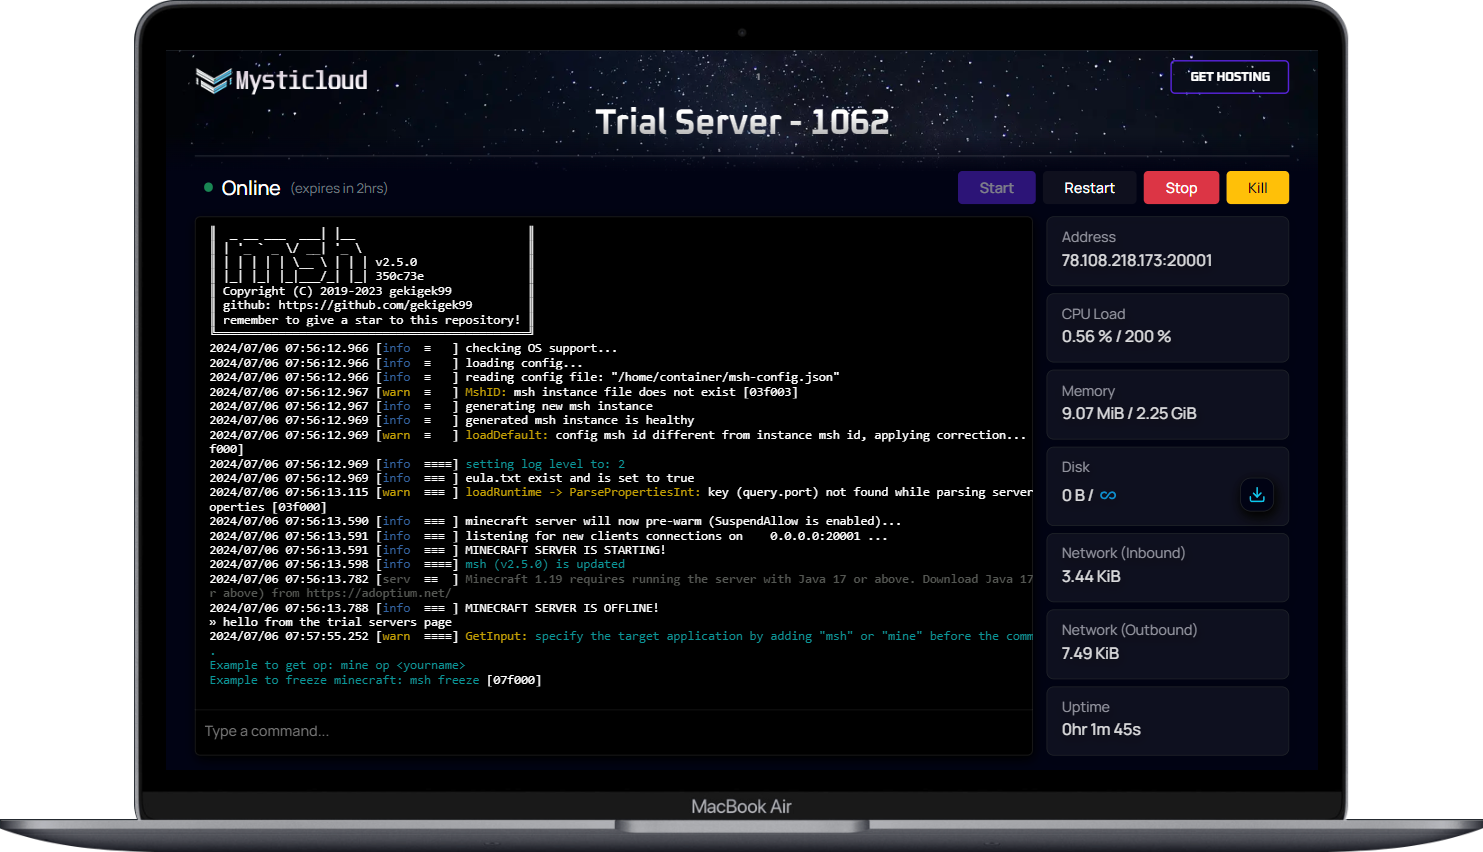 Mysticloud
GET HOSTING
Trial Server - 1062
Online (expires in 2hrs)
Start
Restart
Stop
Kill
v2.5.0
350c73e
Copyright (C) 2019-2023 gekigek99
github: https://github.com/gekigek99
remember to give a star to this repository!
2024/07/06 07:56:12.966 [info  ≡   ] checking OS support...
2024/07/06 07:56:12.966 [info  ≡   ] loading config...
2024/07/06 07:56:12.966 [info  ≡   ] reading config file: "/home/container/msh-config.json"
2024/07/06 07:56:12.967 [warn  ≡   ] MshID: msh instance file does not exist [03f003]
2024/07/06 07:56:12.967 [info  ≡   ] generating new msh instance
2024/07/06 07:56:12.969 [info  ≡   ] generated msh instance is healthy
2024/07/06 07:56:12.969 [warn  ≡   ] loadDefault: config msh id different from instance msh id, applying correction...
f000]
2024/07/06 07:56:12.969 [info  ≡≡≡≡] setting log level to: 2
2024/07/06 07:56:12.969 [info  ≡≡≡ ] eula.txt exist and is set to true
2024/07/06 07:56:13.115 [warn  ≡≡≡ ] loadRuntime -> ParsePropertiesInt: key (query.port) not found while parsing server
operties [03f000]
2024/07/06 07:56:13.590 [info  ≡≡≡ ] minecraft server will now pre-warm (SuspendAllow is enabled)...
2024/07/06 07:56:13.591 [info  ≡≡≡ ] listening for new clients connections on    0.0.0.0:20001 ...
2024/07/06 07:56:13.591 [info  ≡≡≡ ] MINECRAFT SERVER IS STARTING!
2024/07/06 07:56:13.598 [info  ≡≡≡≡] msh (v2.5.0) is updated
2024/07/06 07:56:13.782 [serv  ≡≡  ] Minecraft 1.19 requires running the server with Java 17 or above. Download Java 17
r above) from https://adoptium.net/
2024/07/06 07:56:13.788 [info  ≡≡≡ ] MINECRAFT SERVER IS OFFLINE!
» hello from the trial servers page
2024/07/06 07:57:55.252 [warn  ≡≡≡≡] GetInput: specify the target application by adding "msh" or "mine" before the comm
.
Example to get op: mine op <yourname>
Example to freeze minecraft: msh freeze [07f000]
Type a command...
Address
78.108.218.173:20001
CPU Load
0.56 % / 200 %
Memory
9.07 MiB / 2.25 GiB
Disk
0 B / ∞
Network (Inbound)
3.44 KiB
Network (Outbound)
7.49 KiB
Uptime
0hr 1m 45s
MacBook Air